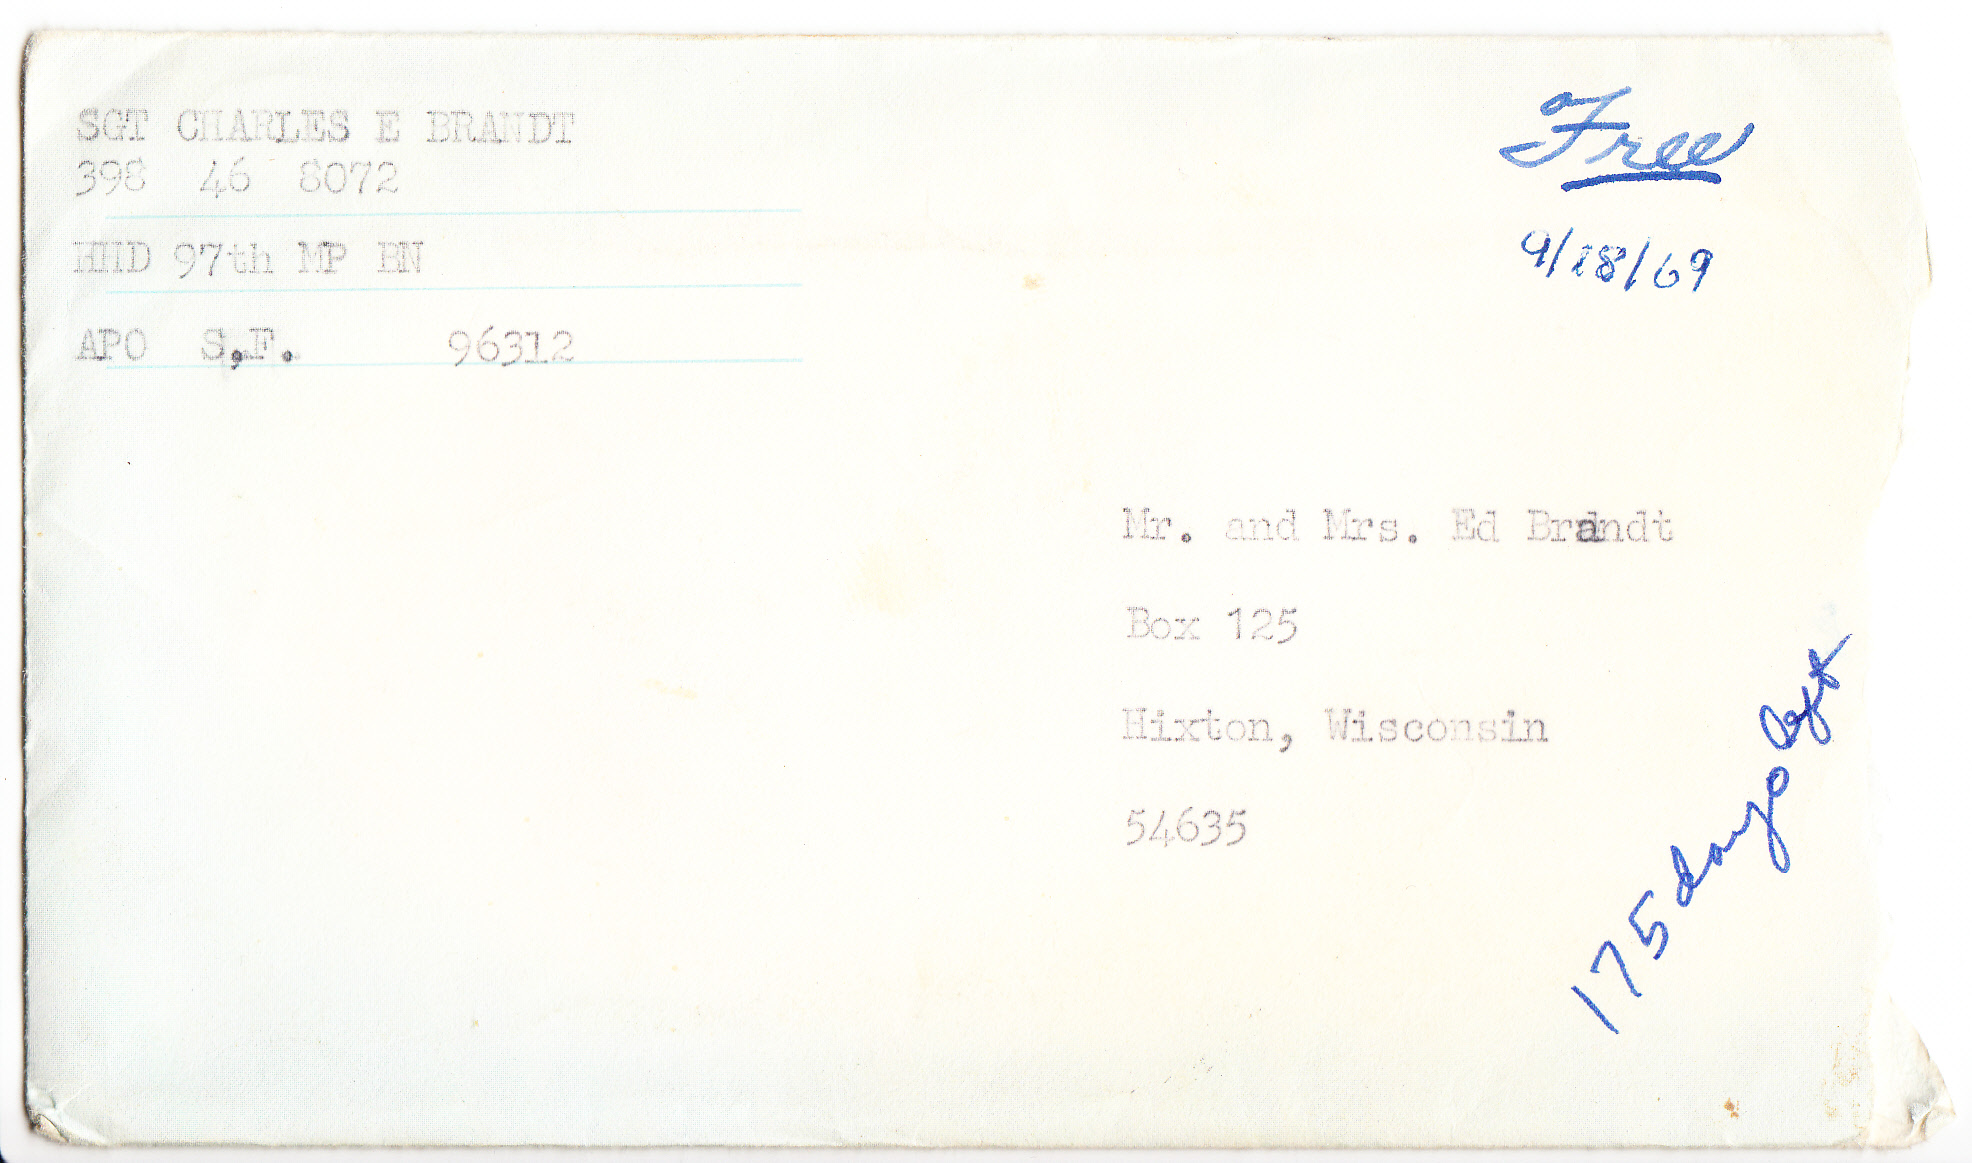 SGT CHARLES E BRANDT
398 46 8072
HHD 97th MP BN
APO S,F. 96312
Free
9/18/69
Mr. and Mrs. Ed Brandt
Box 125
Hixton, Wisconsin
54635
175 days left